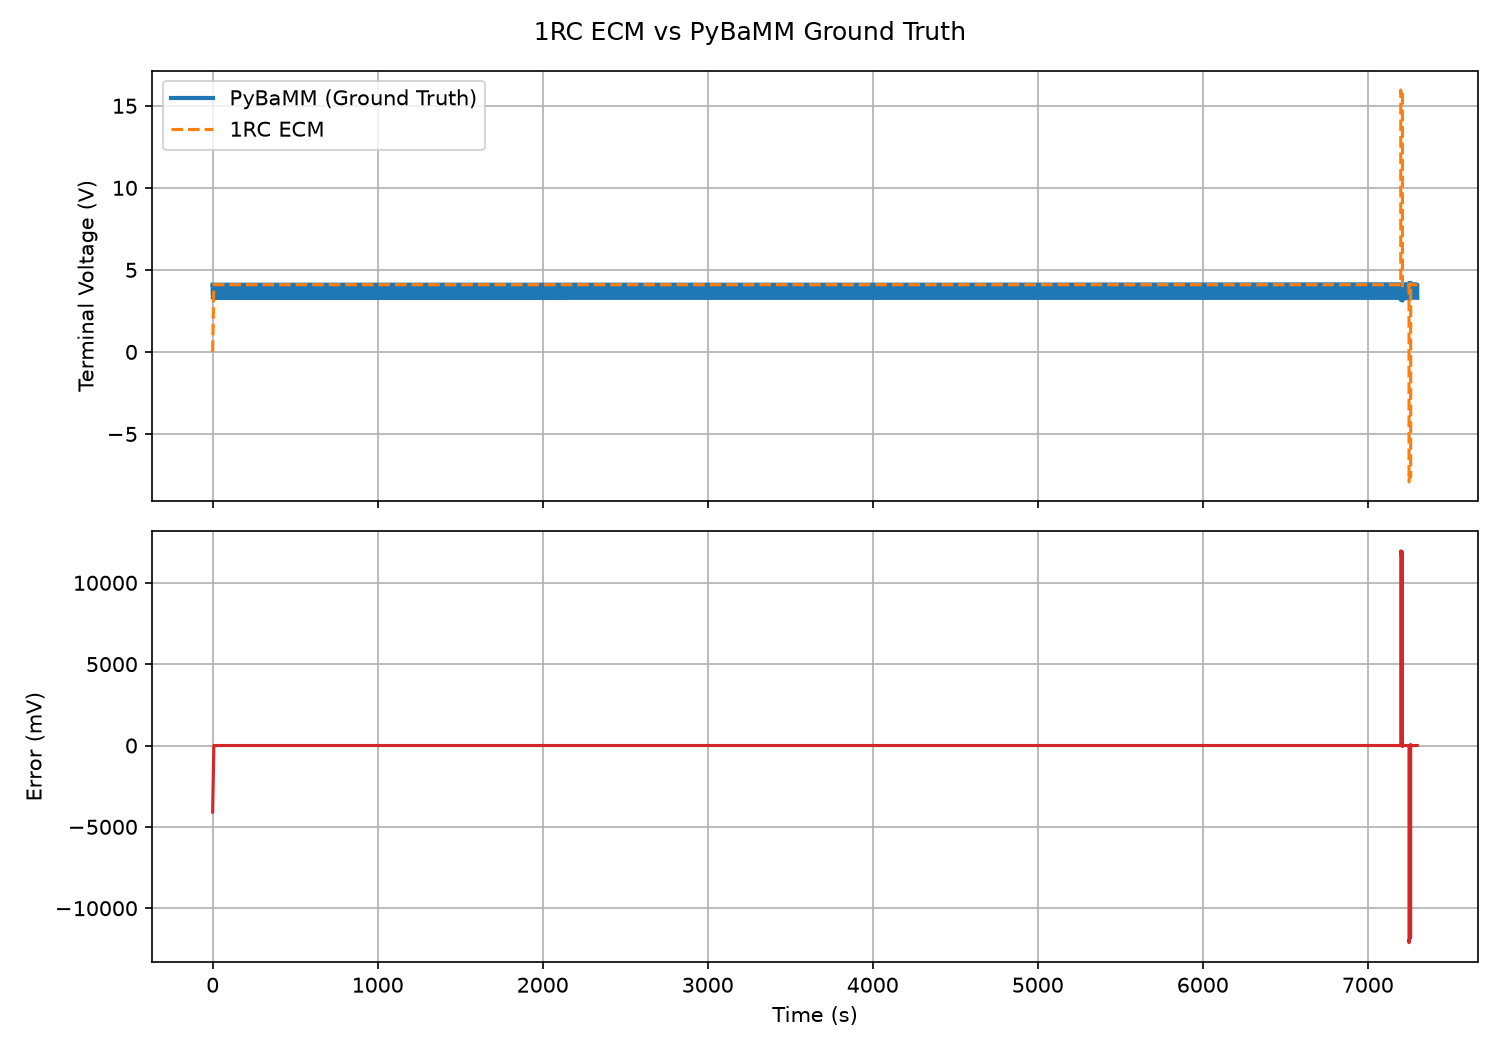 1RC ECM vs PyBaMM Ground Truth
PyBaMM (Ground Truth)
1RC ECM
Terminal Voltage (V)
15
10
5
0
−5
Error (mV)
10000
5000
0
−5000
−10000
0 1000 2000 3000 4000 5000 6000 7000
Time (s)